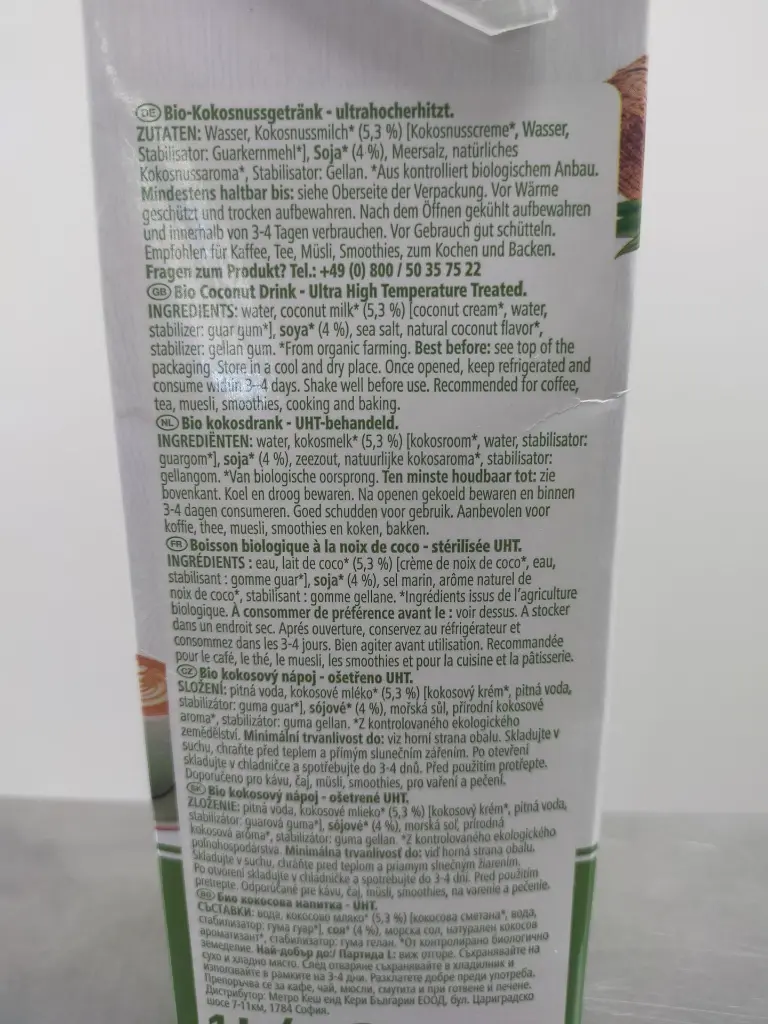 DE Bio-Kokosnussgetränk - ultrahocherhitzt.
ZUTATEN: Wasser, Kokosnussmilch* (5,3 %) [Kokosnusscreme*, Wasser,
Stabilisator: Guarkernmehl*], Soja* (4 %), Meersalz, natürliches
Kokosnussaroma*, Stabilisator: Gellan. *Aus kontrolliert biologischem Anbau.
Mindestens haltbar bis: siehe Oberseite der Verpackung. Vor Wärme
geschützt und trocken aufbewahren. Nach dem Öffnen gekühlt aufbewahren
und innerhalb von 3-4 Tagen verbrauchen. Vor Gebrauch gut schütteln.
Empfohlen für Kaffee, Tee, Müsli, Smoothies, zum Kochen und Backen.
Fragen zum Produkt? Tel.: +49 (0) 800 / 50 35 75 22
GB Bio Coconut Drink - Ultra High Temperature Treated.
INGREDIENTS: water, coconut milk* (5,3 %) [coconut cream*, water,
stabilizer: guar gum*], soya* (4 %), sea salt, natural coconut flavor*,
stabilizer: gellan gum. *From organic farming. Best before: see top of the
packaging. Store in a cool and dry place. Once opened, keep refrigerated and
consume within 3-4 days. Shake well before use. Recommended for coffee,
tea, muesli, smoothies, cooking and baking.
NL Bio kokosdrank - UHT-behandeld.
INGREDIËNTEN: water, kokosmelk* (5,3 %) [kokosroom*, water, stabilisator:
guargom*], soja* (4 %), zeezout, natuurlijke kokosaroma*, stabilisator:
gellangom. *Van biologische oorsprong. Ten minste houdbaar tot: zie
bovenkant. Koel en droog bewaren. Na openen gekoeld bewaren en binnen
3-4 dagen consumeren. Goed schudden voor gebruik. Aanbevolen voor
koffie, thee, muesli, smoothies en koken, bakken.
FR Boisson biologique à la noix de coco - stérilisée UHT.
INGRÉDIENTS : eau, lait de coco* (5,3 %) [crème de noix de coco*, eau,
stabilisant : gomme guar*], soja* (4 %), sel marin, arôme naturel de
noix de coco*, stabilisant : gomme gellane. *Ingrédients issus de l'agriculture
biologique. À consommer de préférence avant le : voir dessus. A stocker
dans un endroit sec. Aprés ouverture, conservez au réfrigérateur et
consommez dans les 3-4 jours. Bien agiter avant utilisation. Recommandée
pour le café, le thé, le muesli, les smoothies et pour la cuisine et la pâtisserie.
CZ Bio kokosový nápoj - ošetřeno UHT.
SLOŽENÍ: pitná voda, kokosové mléko* (5,3 %) [kokosový krém*, pitná voda,
stabilizátor: guma guar*], sójové* (4 %), mořská sůl, přírodní kokosové
aroma*, stabilizátor: guma gellan. *Z kontrolovaného ekologického
zemědělství. Minimální trvanlivost do: viz horní strana obalu. Skladujte v
suchu, chraňte před teplem a přímým slunečním zářením. Po otevření
skladujte v chladničce a spotřebujte do 3-4 dnů. Před použitím protřepte.
Doporučeno pro kávu, čaj, müsli, smoothies, pro vaření a pečení.
SK Bio kokosový nápoj - ošetrené UHT.
ZLOŽENIE: pitná voda, kokosové mlieko* (5,3 %) [kokosový krém*, pitná voda,
stabilizátor: guarová guma*], sójové* (4 %), morská soľ, prírodná
kokosová aróma*, stabilizátor: guma gellan. *Z kontrolovaného ekologického
poľnohospodárstva. Minimálna trvanlivosť do: viď horná strana obalu.
Skladujte v suchu, chráňte pred teplom a priamym slnečným žiarením.
Po otvorení skladujte v chladničke a spotrebujte do 3-4 dní. Pred použitím
pretrepte. Odporúčané pre kávu, čaj, müsli, smoothies, na varenie a pečenie.
BG Био кокосова напитка - UHT.
СЪСТАВКИ: вода, кокосово мляко* (5,3 %) [кокосова сметана*, вода,
стабилизатор: гума гуар*], соя* (4 %), морска сол, натурален кокосов
ароматизант*, стабилизатор: гума гелан. *От контролирано биологично
земеделие. Най-добър до:/ Партида L: виж отгоре. Съхранявайте на
сухо и хладно място. След отваряне съхранявайте в хладилник и
използвайте в рамките на 3-4 дни. Разклатете добре преди употреба.
Препоръчва се за кафе, чай, мюсли, смутита и при готвене и печене.
Дистрибутор: Метро Кеш енд Кери България ЕООД, бул. Цариградско
шосе 7-11км, 1784 София.